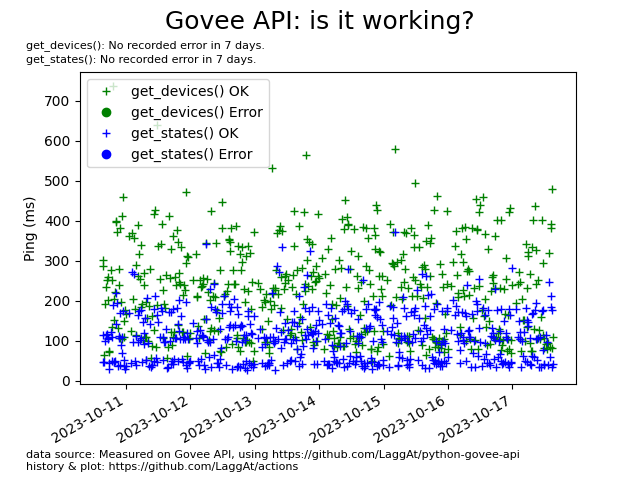 Govee API: is it working?
get_devices(): No recorded error in 7 days.
get_states(): No recorded error in 7 days.
get_devices() OK
get_devices() Error
get_states() OK
get_states() Error
Ping (ms)
700
600
500
400
300
200
100
0
2023-10-11
2023-10-12
2023-10-13
2023-10-14
2023-10-15
2023-10-16
2023-10-17
data source: Measured on Govee API, using https://github.com/LaggAt/python-govee-api
history & plot: https://github.com/LaggAt/actions